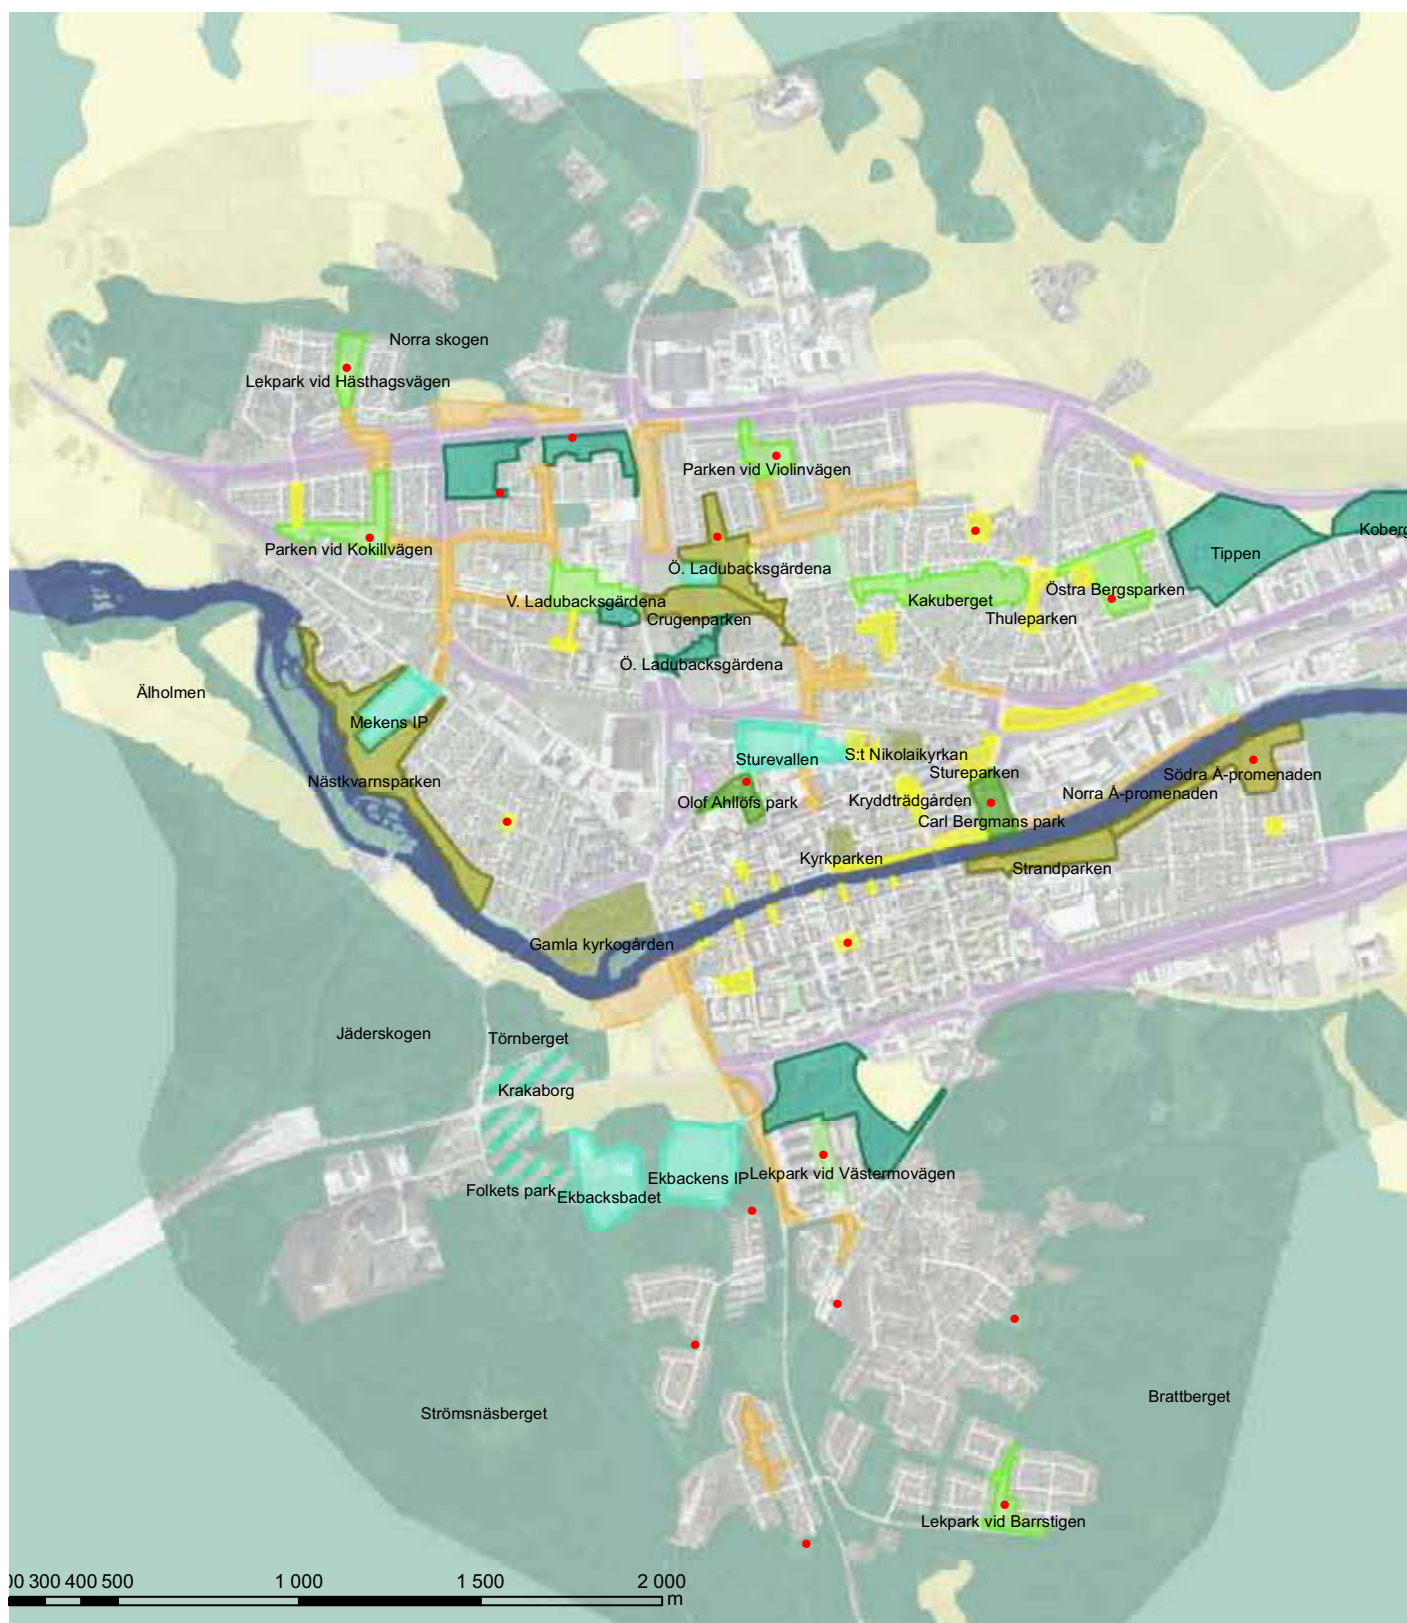 Norra skogen
Lekpark vid Hästhagsvägen
Parken vid Violinvägen
Parken vid Kokillvägen
Koberg
Tippen
Ö. Ladubacksgärdena
Östra Bergsparken
V. Ladubacksgärdena
Kakuberget
Crugenparken
Thuleparken
Ö. Ladubacksgärdena
Älholmen
Mekens IP
S:t Nikolaikyrkan
Sturevallen
Stureparken
Södra Å-promenaden
Nästkvarnsparken
Norra Å-promenaden
Olof Ahllöfs park
Kryddträdgården
Carl Bergmans park
Kyrkparken
Strandparken
Gamla kyrkogården
Jäderskogen
Törnberget
Krakaborg
Lekpark vid Västermovägen
Ekbackens IP
Folkets park
Ekbacksbadet
Brattberget
Strömsnäsberget
Lekpark vid Barrstigen
00 300 400 500 1 000 1 500 2 000
m